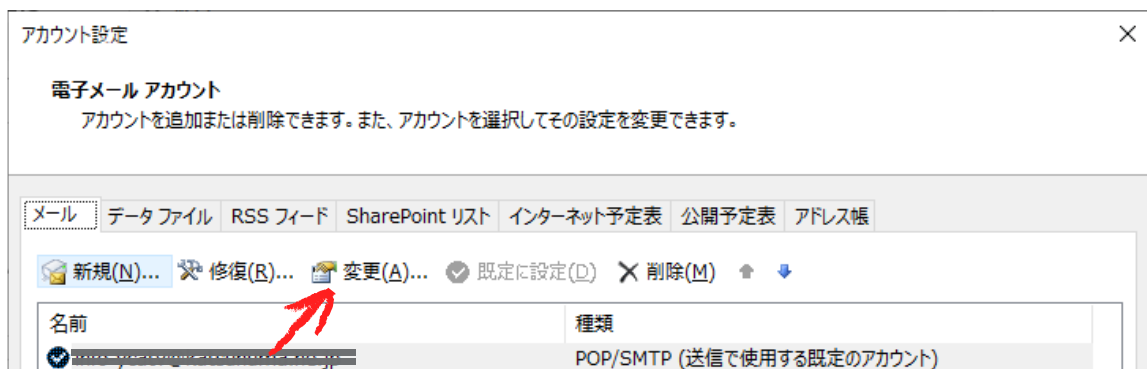 アカウント設定
電子メール アカウント
アカウントを追加または削除できます。また、アカウントを選択してその設定を変更できます。
メール データ ファイル RSS フィード SharePoint リスト インターネット予定表 公開予定表 アドレス帳
新規(N)... 修復(R)... 変更(A)... 既定に設定(D) 削除(M)
名前 種類
POP/SMTP (送信で使用する既定のアカウント)